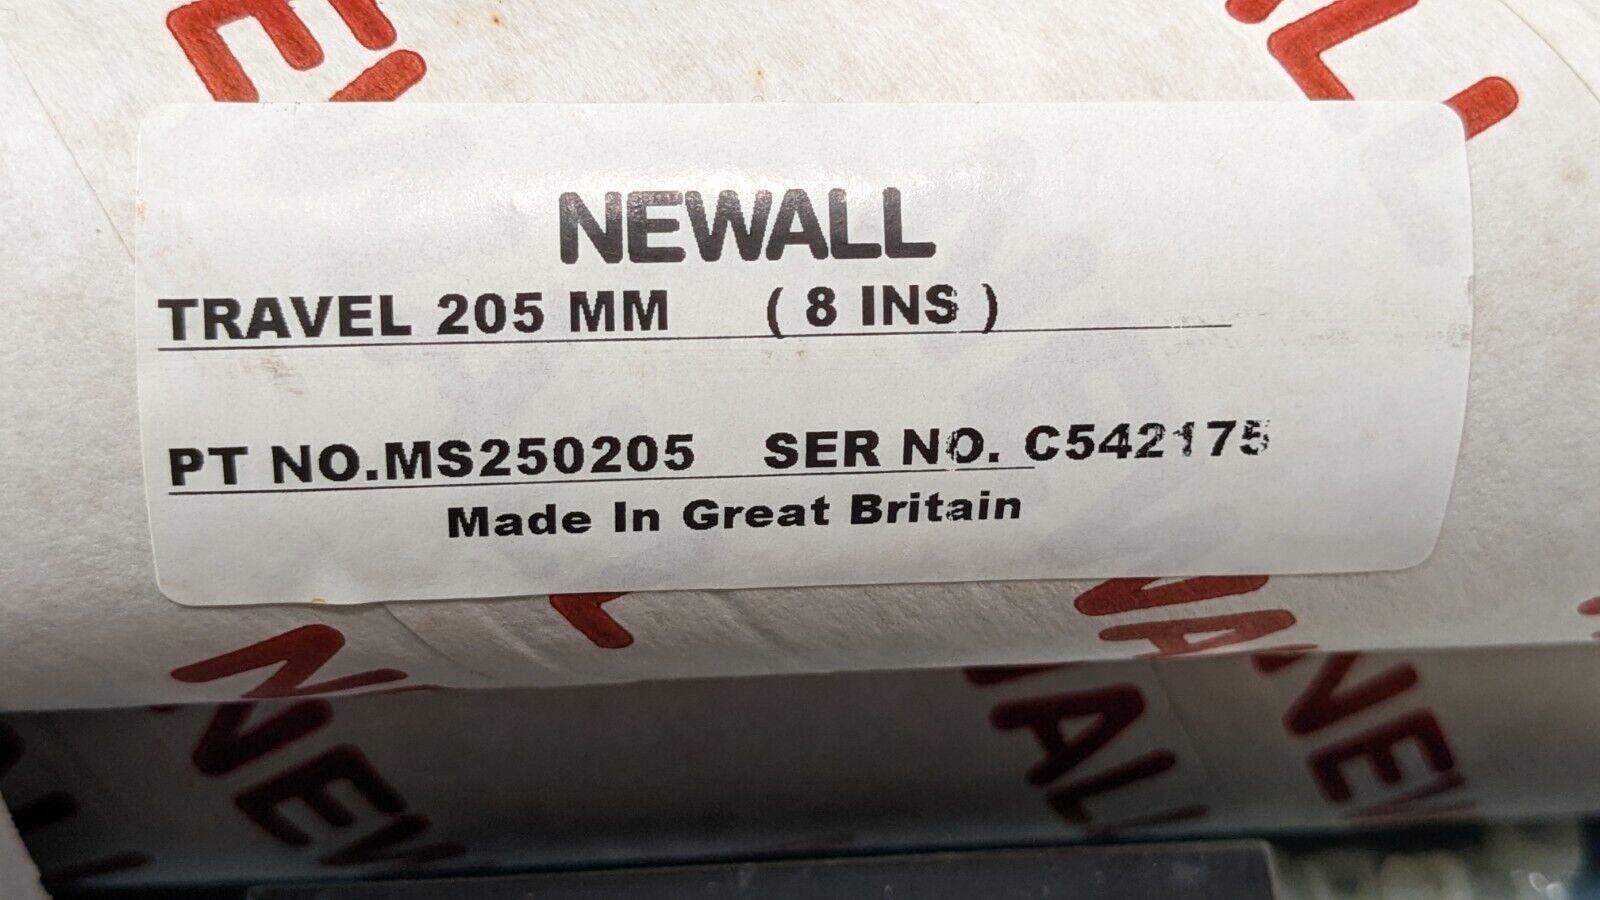 NEWALL
TRAVEL 205 MM ( 8 INS )
PT NO.MS250205 SER NO. C542175
Made In Great Britain